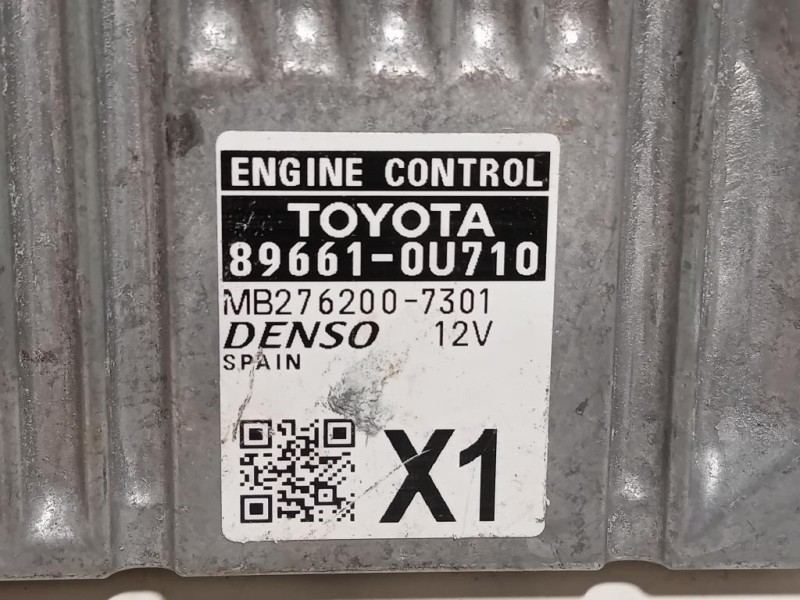 ENGINE CONTROL
TOYOTA
89661-0U710
MB276200-7301
DENSO 12V
SPAIN
X1